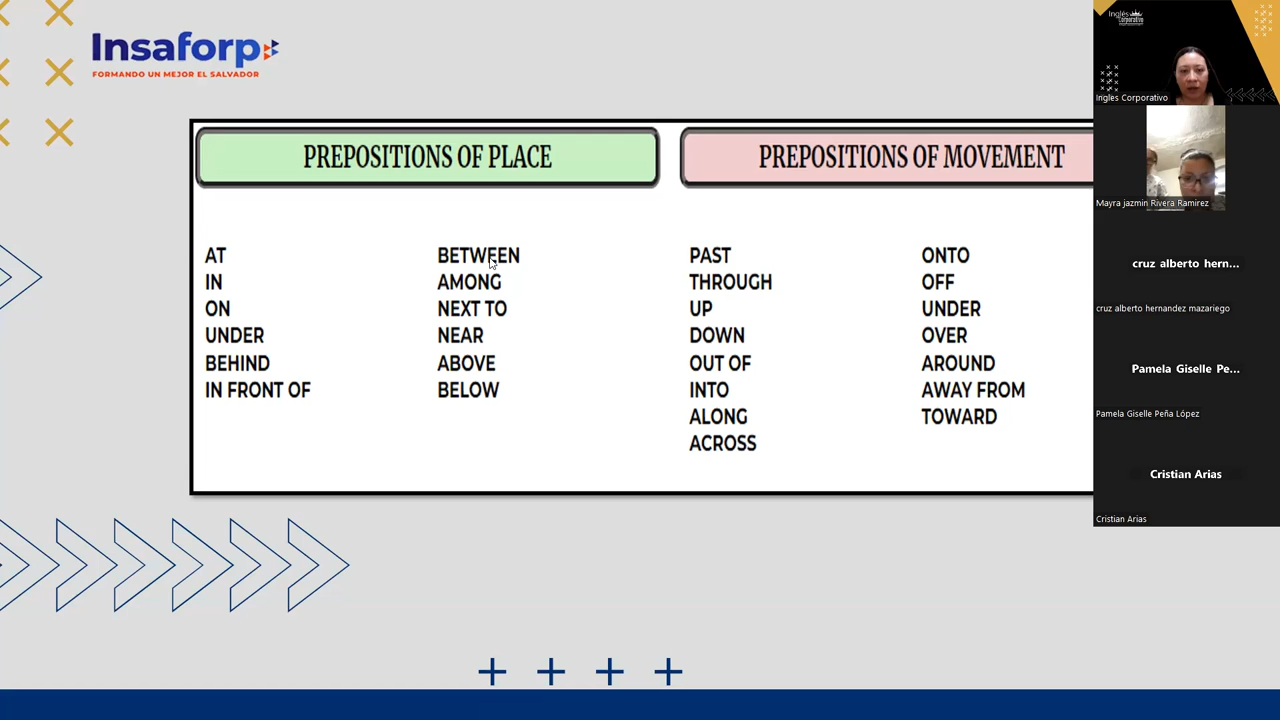 Insaforp
FORMANDO UN MEJOR EL SALVADOR
PREPOSITIONS OF PLACE
AT
IN
ON
UNDER
BEHIND
IN FRONT OF
BETWEEN
AMONG
NEXT TO
NEAR
ABOVE
BELOW
PREPOSITIONS OF MOVEMENT
PAST
THROUGH
UP
DOWN
OUT OF
INTO
ALONG
ACROSS
ONTO
OFF
UNDER
OVER
AROUND
AWAY FROM
TOWARD
Inglés
Corporativo
Ingles Corporativo
Mayra jazmin Rivera Ramirez
cruz alberto hern...
cruz alberto hernandez mazariego
Pamela Giselle Pe...
Pamela Giselle Peña López
Cristian Arias
Cristian Arias